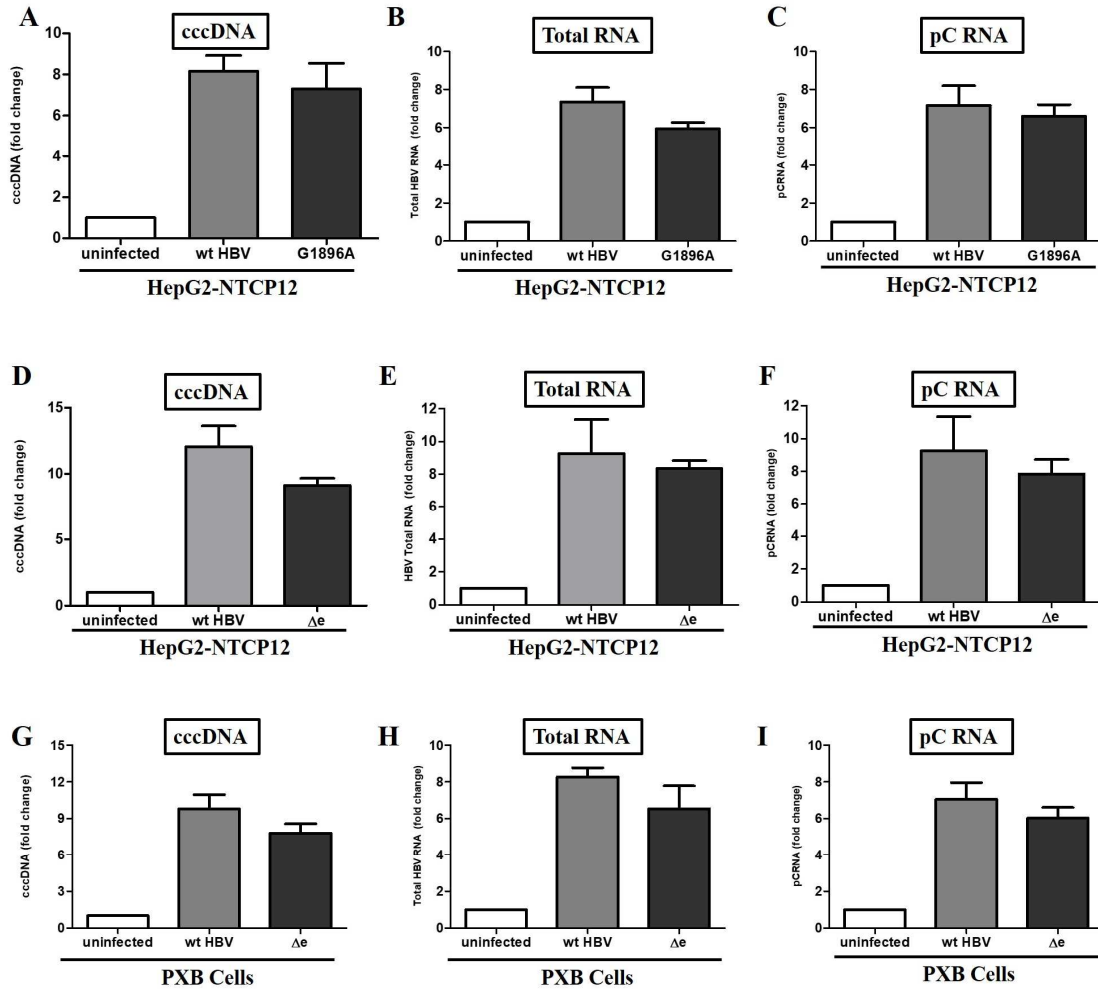 A
cccDNA
cccDNA (fold change)
10
8
6
4
2
0
uninfected wt HBV G1896A
HepG2-NTCP12
B
Total RNA
Total HBV RNA (fold change)
10
8
6
4
2
0
uninfected wt HBV G1896A
HepG2-NTCP12
C
pC RNA
pCRNA (fold change)
10
8
6
4
2
0
uninfected wt HBV G1896A
HepG2-NTCP12
D
cccDNA
cccDNA (fold change)
15
10
5
0
uninfected wt HBV Δe
HepG2-NTCP12
E
Total RNA
HBV Total RNA (fold change)
12
10
8
6
4
2
0
uninfected wt HBV Δe
HepG2-NTCP12
F
pC RNA
pCRNA (fold change)
12
10
8
6
4
2
0
uninfected wt HBV Δe
HepG2-NTCP12
G
cccDNA
cccDNA (fold change)
15
12
9
6
3
0
uninfected wt HBV Δe
PXB Cells
H
Total RNA
Total HBV RNA (fold change)
10
8
6
4
2
0
uninfected wt HBV Δe
PXB Cells
I
pC RNA
pCRNA (fold change)
10
8
6
4
2
0
uninfected wt HBV Δe
PXB Cells